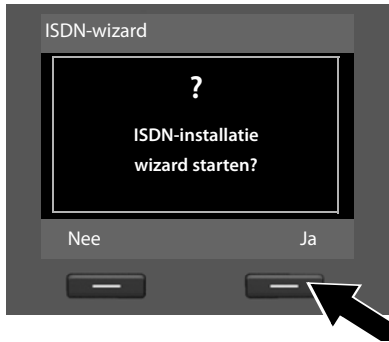 ISDN-wizard
?
ISDN-installatie
wizard starten?
Nee Ja